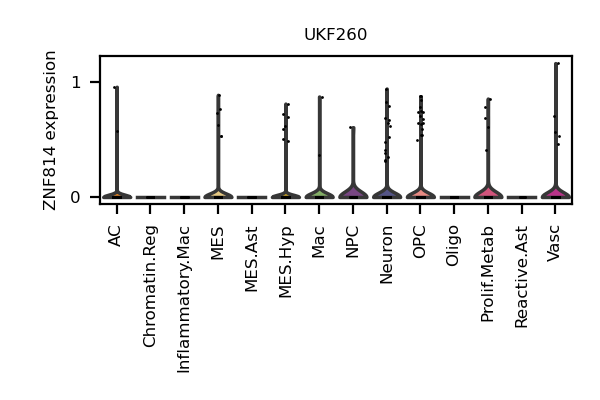 UKF260
ZNF814 expression
1
0
AC
Chromatin.Reg
Inflammatory.Mac
MES
MES.Ast
MES.Hyp
Mac
NPC
Neuron
OPC
Oligo
Prolif.Metab
Reactive.Ast
Vasc